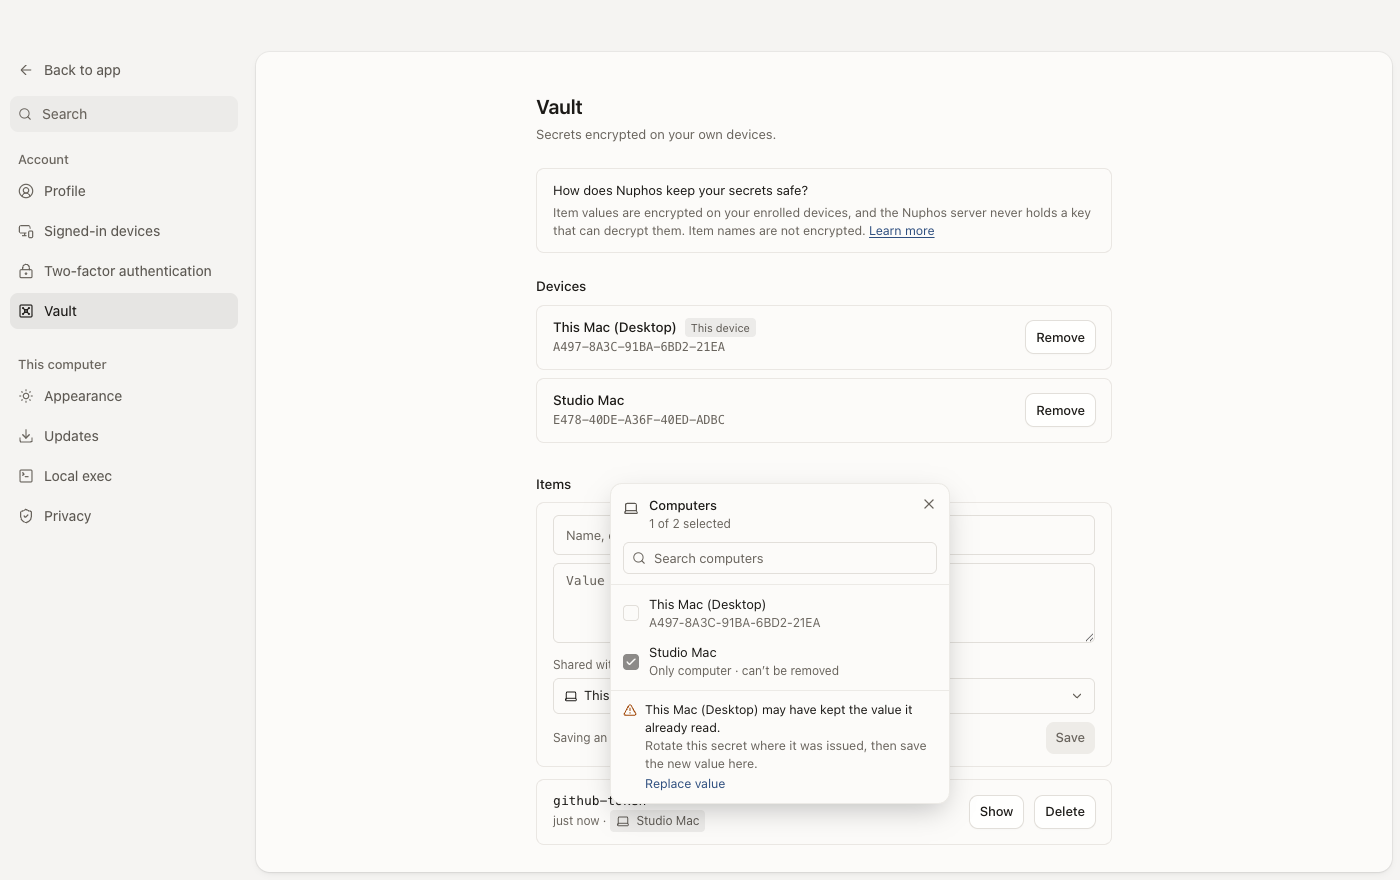 Back to app
Search
Account
Profile
Signed-in devices
Two-factor authentication
Vault
This computer
Appearance
Updates
Local exec
Privacy
Vault
Secrets encrypted on your own devices.
How does Nuphos keep your secrets safe?
Item values are encrypted on your enrolled devices, and the Nuphos server never holds a key
that can decrypt them. Item names are not encrypted. Learn more
Devices
This Mac (Desktop) This device
A497-8A3C-91BA-6BD2-21EA
Remove
Studio Mac
E478-40DE-A36F-40ED-ADBC
Remove
Items
Name,
Value
Shared
This
Saving an
Save
Computers
1 of 2 selected
Search computers
This Mac (Desktop)
A497-8A3C-91BA-6BD2-21EA
Studio Mac
Only computer · can't be removed
This Mac (Desktop) may have kept the value it
already read.
Rotate this secret where it was issued, then save
the new value here.
Replace value
just now · Studio Mac
Show
Delete